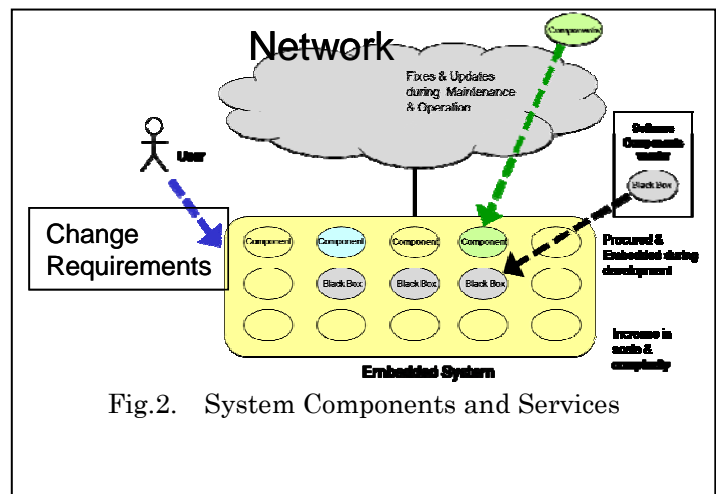 Network
Components
Fixes & Updates
during Maintenance
& Operation
User
Software
Components
vendor
Black Box
Change
Requirements
Component
Component
Component
Component
Procured &
Embedded during
development
Black Box
Black Box
Black Box
Increase in
scale &
complexity
Embedded System
Fig.2. System Components and Services